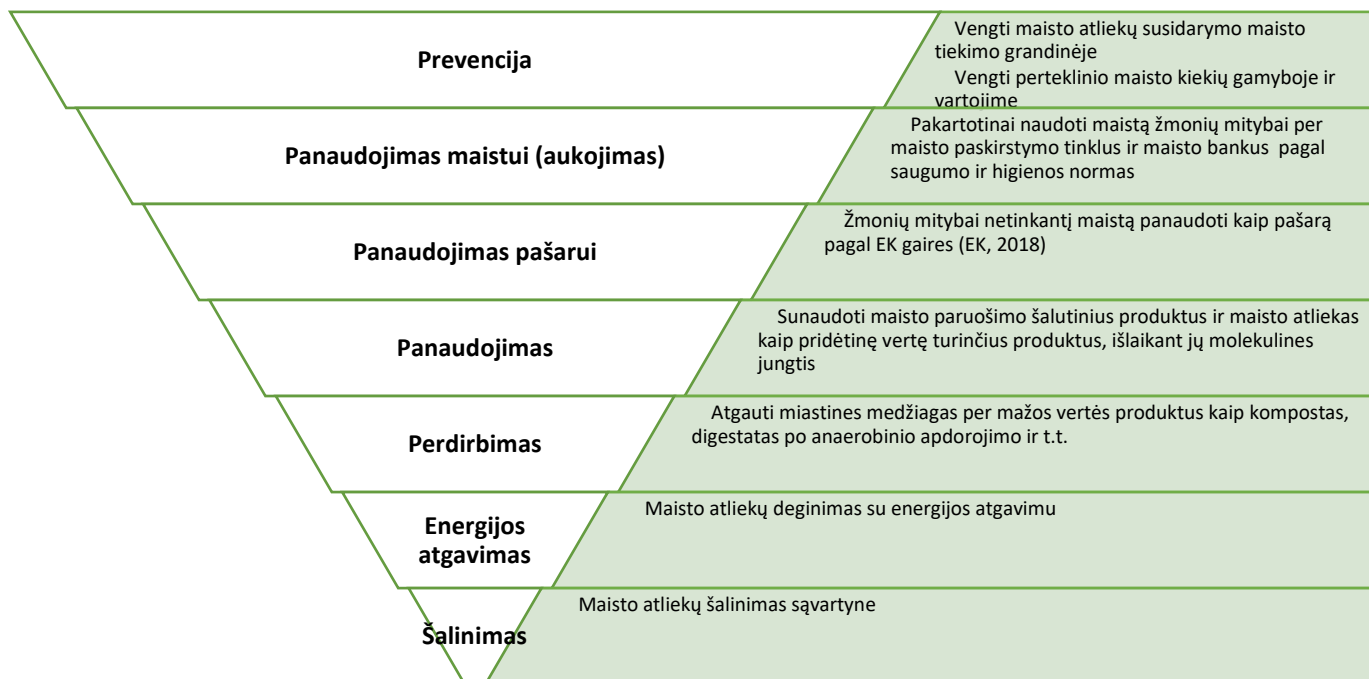 Prevencija
Vengti maisto atliekų susidarymo maisto
tiekimo grandinėje
Vengti perteklinio maisto kiekių gamyboje ir
vartojime
Panaudojimas maistui (aukojimas)
Pakartotinai naudoti maistą žmonių mitybai per
maisto paskirstymo tinklus ir maisto bankus pagal
saugumo ir higienos normas
Panaudojimas pašarui
Žmonių mitybai netinkantį maistą panaudoti kaip pašarą
pagal EK gaires (EK, 2018)
Panaudojimas
Sunaudoti maisto paruošimo šalutinius produktus ir maisto atliekas
kaip pridėtinę vertę turinčius produktus, išlaikant jų molekulines
jungtis
Perdirbimas
Atgauti miastines medžiagas per mažos vertės produktus kaip kompostas,
digestatas po anaerobinio apdorojimo ir t.t.
Energijos
atgavimas
Maisto atliekų deginimas su energijos atgavimu
Šalinimas
Maisto atliekų šalinimas sąvartyne